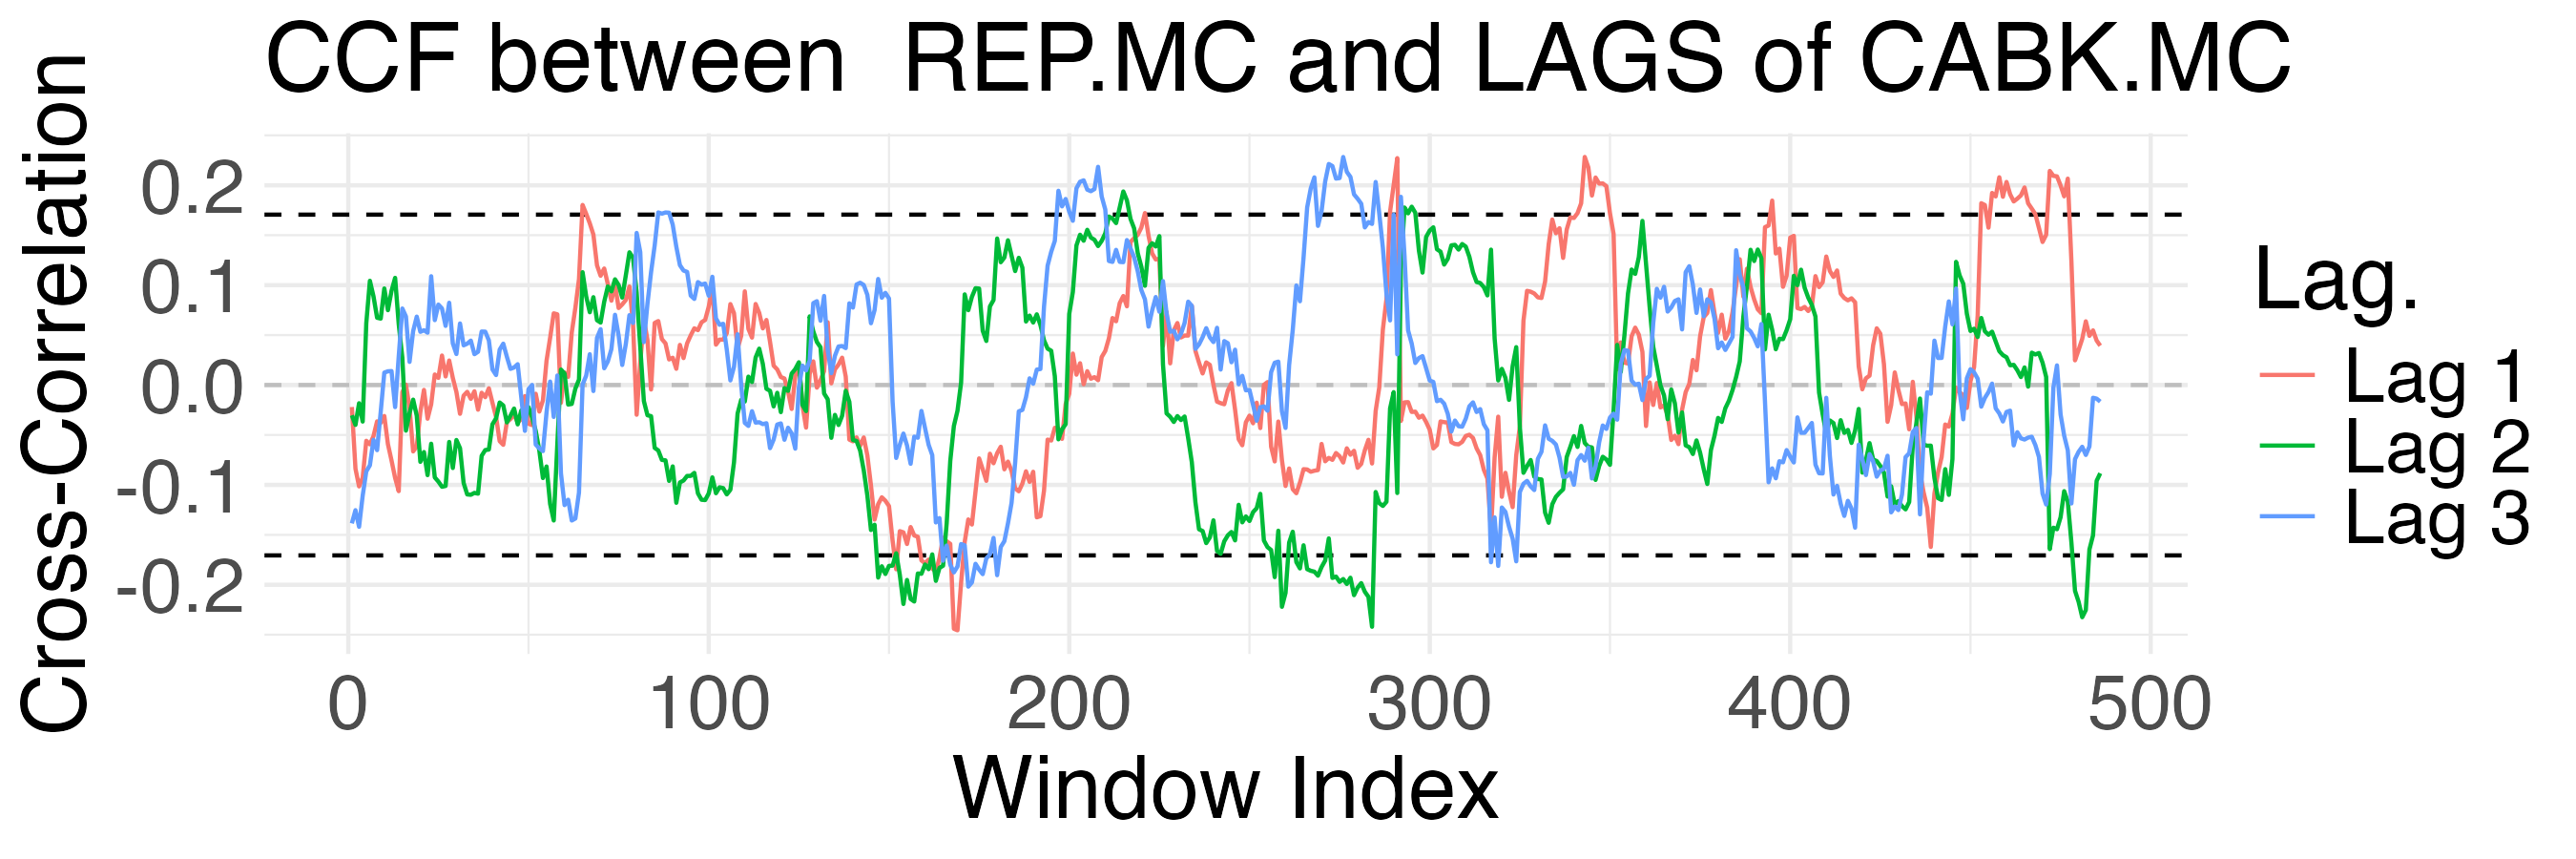 CCF between  REP.MC and LAGS of CABK.MC
Cross-Correlation
0.2
0.1
0.0
-0.1
-0.2
0 100 200 300 400 500
Window Index
Lag.
Lag 1
Lag 2
Lag 3